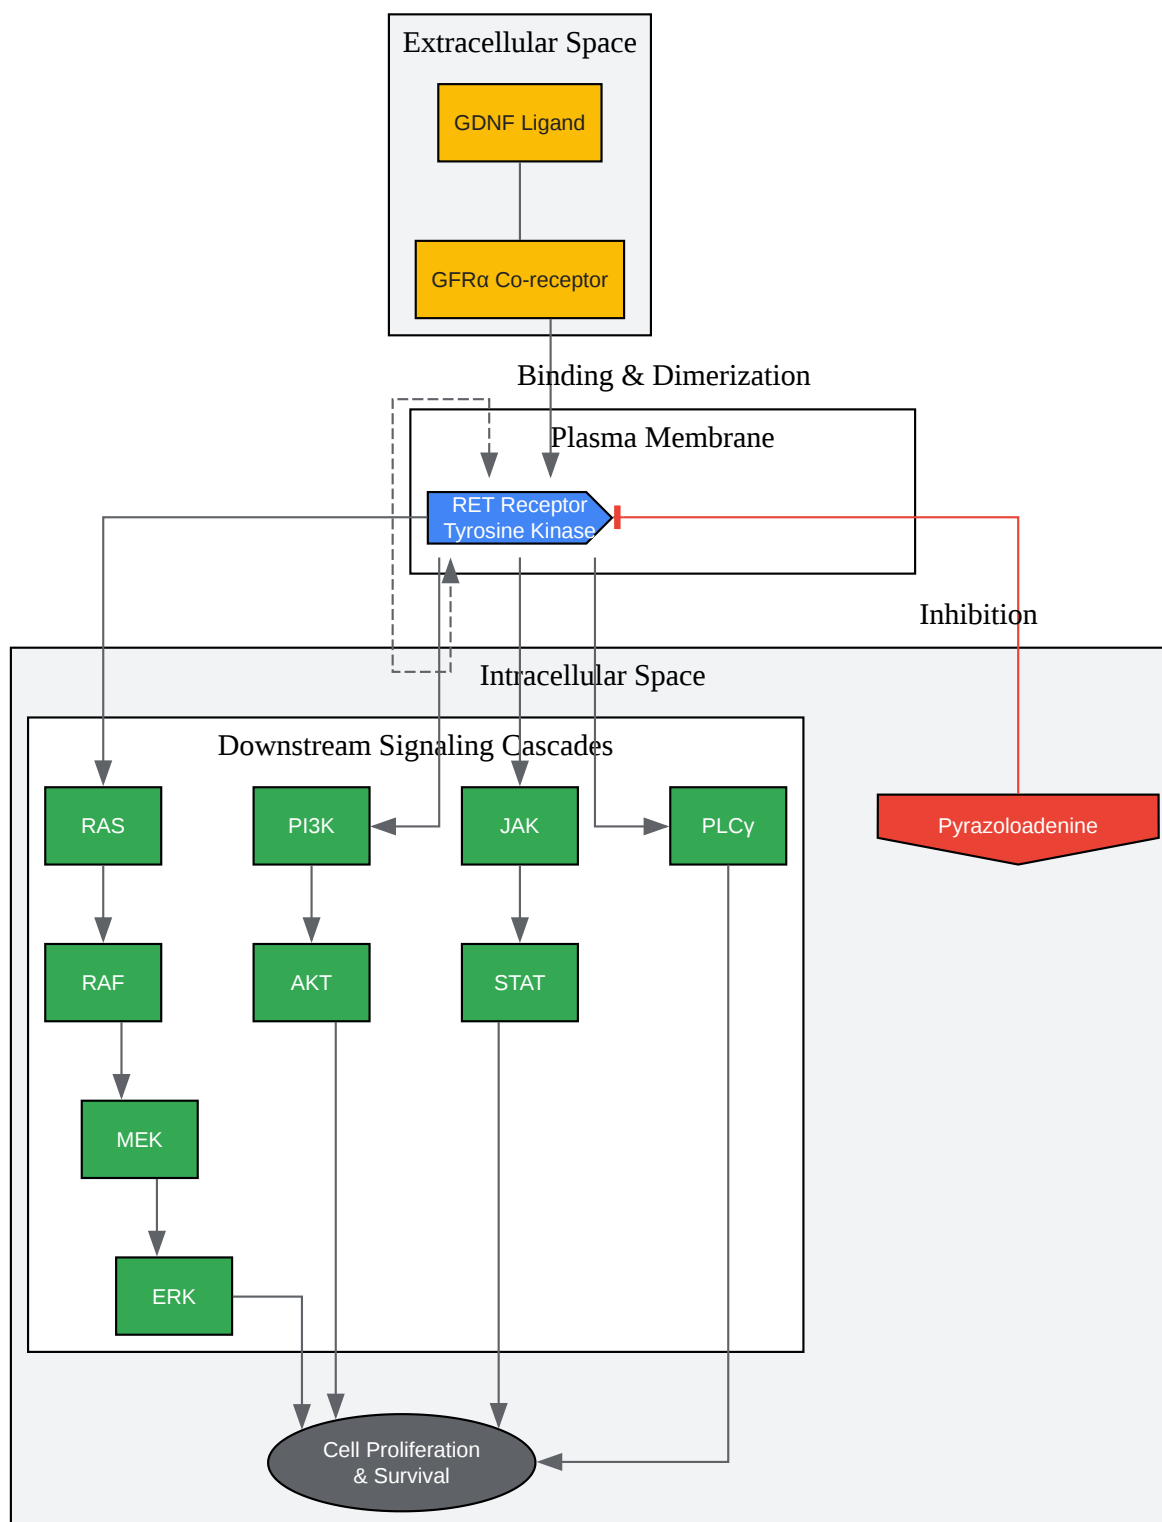 Extracellular Space
GDNF Ligand
GFRα Co-receptor
Binding & Dimerization
Plasma Membrane
RET Receptor
Tyrosine Kinase
Inhibition
Intracellular Space
Downstream Signaling Cascades
RAS
PI3K
JAK
PLCγ
Pyrazoloadenine
RAF
AKT
STAT
MEK
ERK
Cell Proliferation
& Survival